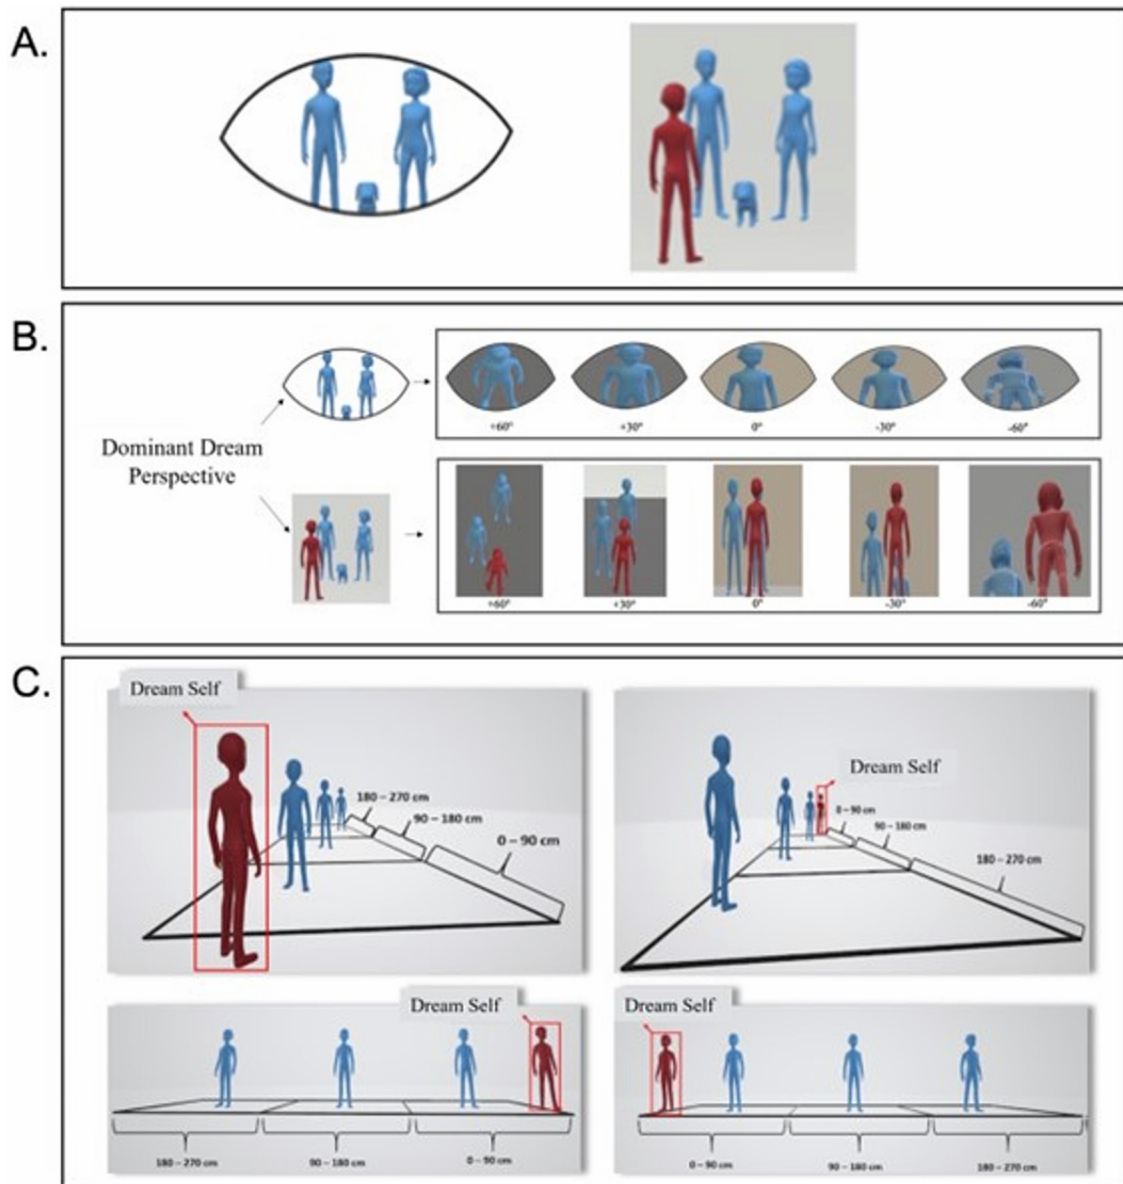 A.
B.
Dominant Dream
Perspective
+60°
+30°
0°
-30°
-60°
+60°
+30°
0°
-30°
-60°
C.
Dream Self
180 – 270 cm
90 – 180 cm
0 – 90 cm
Dream Self
0 – 90 cm
90 – 180 cm
180 – 270 cm
Dream Self
180 – 270 cm
90 – 180 cm
0 – 90 cm
Dream Self
0 – 90 cm
90 – 180 cm
180 – 270 cm